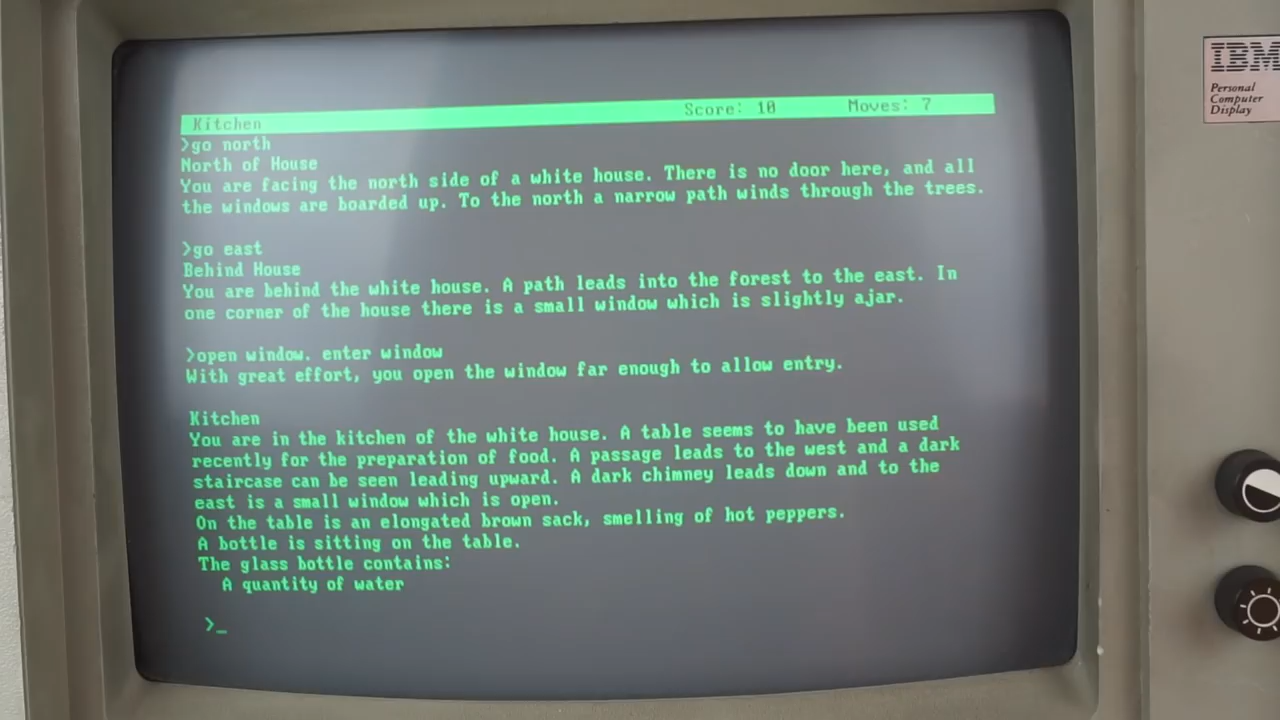 Kitchen Score: 10 Moves: 7
>go north
North of House
You are facing the north side of a white house. There is no door here, and all
the windows are boarded up. To the north a narrow path winds through the trees.
>go east
Behind House
You are behind the white house. A path leads into the forest to the east. In
one corner of the house there is a small window which is slightly ajar.
>open window. enter window
With great effort, you open the window far enough to allow entry.
Kitchen
You are in the kitchen of the white house. A table seems to have been used
recently for the preparation of food. A passage leads to the west and a dark
staircase can be seen leading upward. A dark chimney leads down and to the
east is a small window which is open.
On the table is an elongated brown sack, smelling of hot peppers.
A bottle is sitting on the table.
The glass bottle contains:
A quantity of water
>_
IBM
Personal
Computer
Display